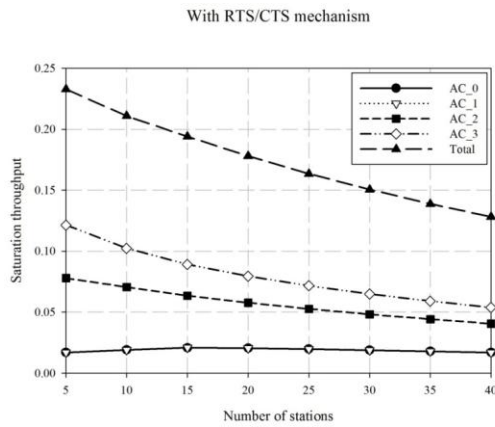 With RTS/CTS mechanism
0.25
0.20
0.15
0.10
0.05
0.00
Saturation throughput
AC_0
AC_1
AC_2
AC_3
Total
5 10 15 20 25 30 35 40
Number of stations